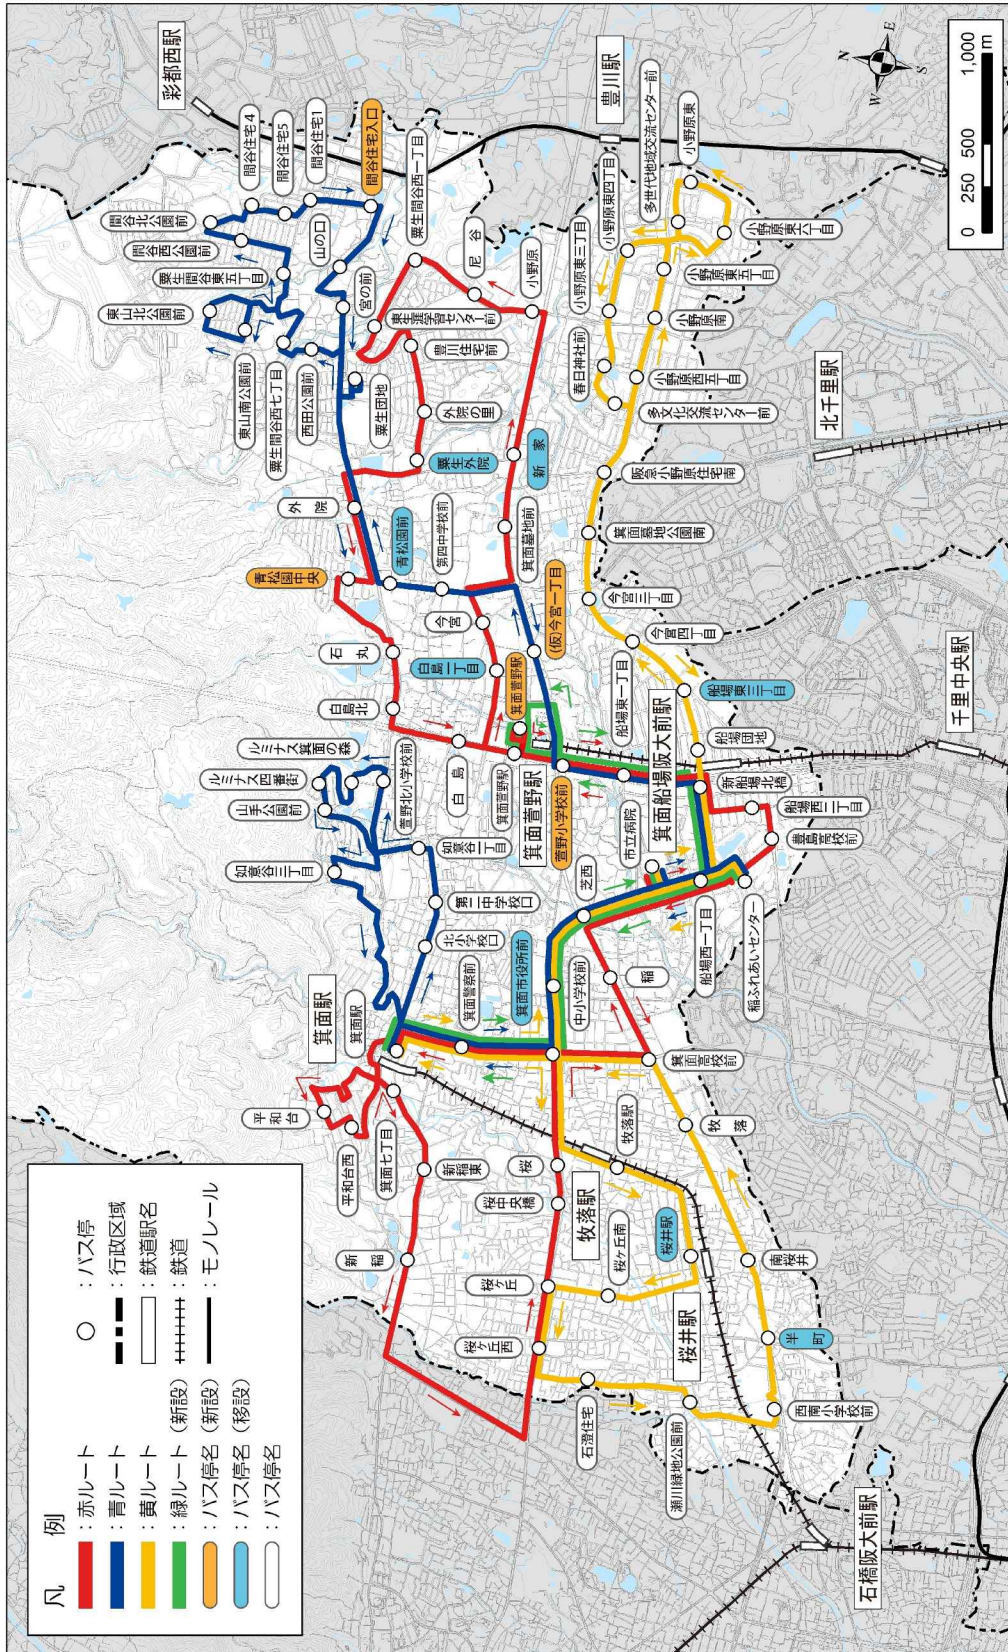 凡　例
：赤ルート
：青ルート
：黄ルート
：緑ルート（新設）
：バス停名（新設）
：バス停名（移設）
：バス停名
：バス停
：行政区域
：鉄道駅名
：鉄道
：モノレール
彩都西駅
間谷住宅4
間谷住宅5
間谷住宅1
間谷住宅入口
粟生間谷西一丁目
間谷北公園前
間谷西公園前
粟生間谷東五丁目
東山北公園前
東山南公園前
粟生間谷西七丁目
西田公園前
山の口
宮の前
東生涯学習センター前
豊川住宅前
粟生団地
外院の里
粟生外院
尼谷
小野原
新家
外院
青松園前
第四中学校前
箕面墓地前
青松園中央
石丸
白島北
今宮
白島二丁目
(仮)今宮一丁目
白島
箕面萱野駅
箕面萱野駅
箕面萱野駅
萱野小学校前
船場東一丁目
箕面船場阪大前駅
豊川駅
多世代地域交流センター前
小野原東
小野原東四丁目
小野原東三丁目
小野原東六丁目
小野原東五丁目
小野原南
春日神社前
小野原西五丁目
多文化交流センター前
阪急小野原住宅南
箕面墓地公園南
今宮三丁目
今宮四丁目
船場東三丁目
船場団地
新船場北橋
船場西二丁目
豊島高校前
北千里駅
千里中央駅
ルミナス箕面の森
ルミナス四番街
山手公園前
萱野北小学校前
如意谷三丁目
如意谷一丁目
第二中学校口
北小学校口
市立病院
芝西
船場西一丁目
稲ふれあいセンター
箕面駅
箕面駅
箕面警察前
箕面市役所前
中小学校前
稲
箕面高校前
平和台
平和台西
箕面七丁目
新稲東
新稲
桜
桜中央橋
牧落駅
牧落駅
牧落
桜ヶ丘南
桜井駅
桜井駅
南桜井
桜ヶ丘
桜ヶ丘西
半町
石澄住宅
瀬川緑地公園前
西南小学校前
石橋阪大前駅
N
E
S
W
0 250 500 1,000
m